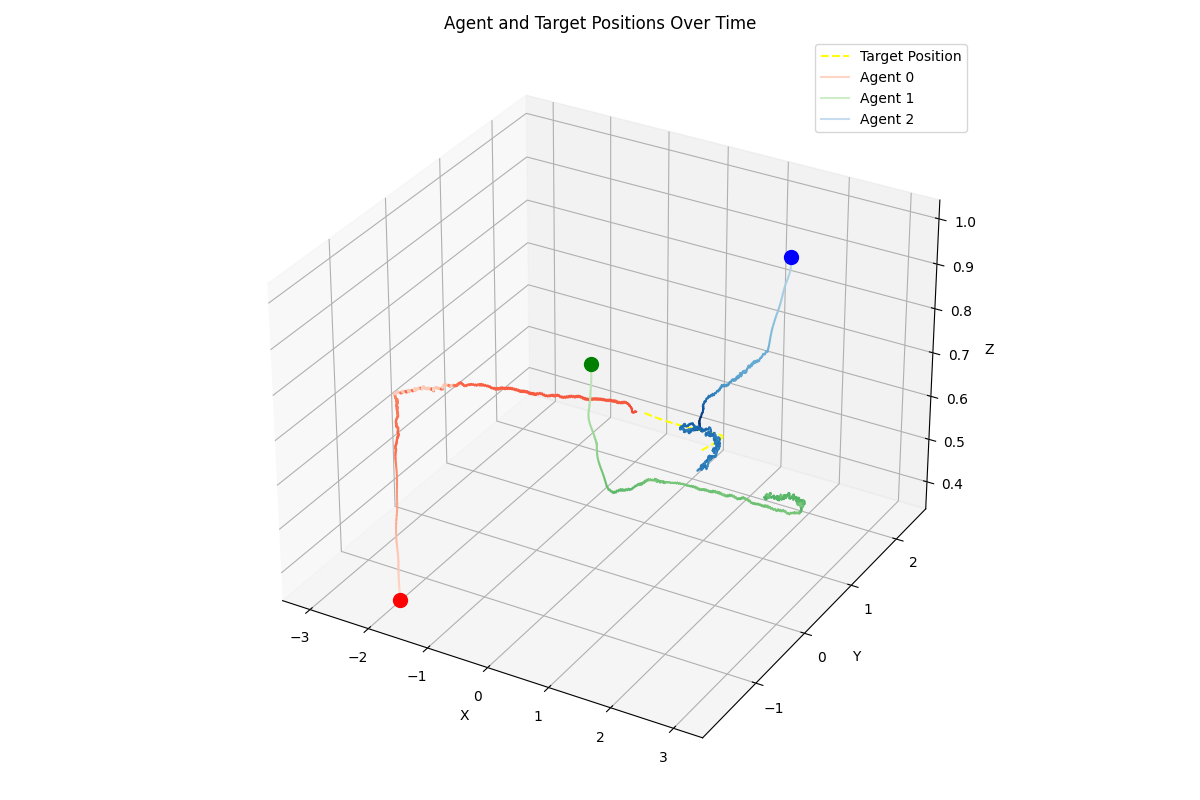 Agent and Target Positions Over Time
Target Position
Agent 0
Agent 1
Agent 2
1.0
0.9
0.8
0.7
0.6
0.5
0.4
Z
2
1
0
−1
Y
−3
−2
−1
0
1
2
3
X